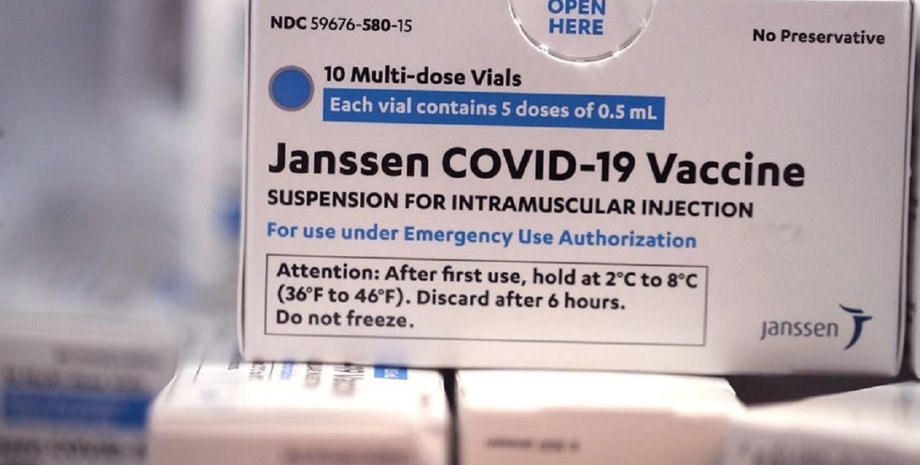 OPEN
HERE
NDC 59676-580-15
No Preservative
10 Multi-dose Vials
Each vial contains 5 doses of 0.5 mL
Janssen COVID-19 Vaccine
SUSPENSION FOR INTRAMUSCULAR INJECTION
For use under Emergency Use Authorization
Attention: After first use, hold at 2°C to 8°C
(36°F to 46°F). Discard after 6 hours.
Do not freeze.
janssen